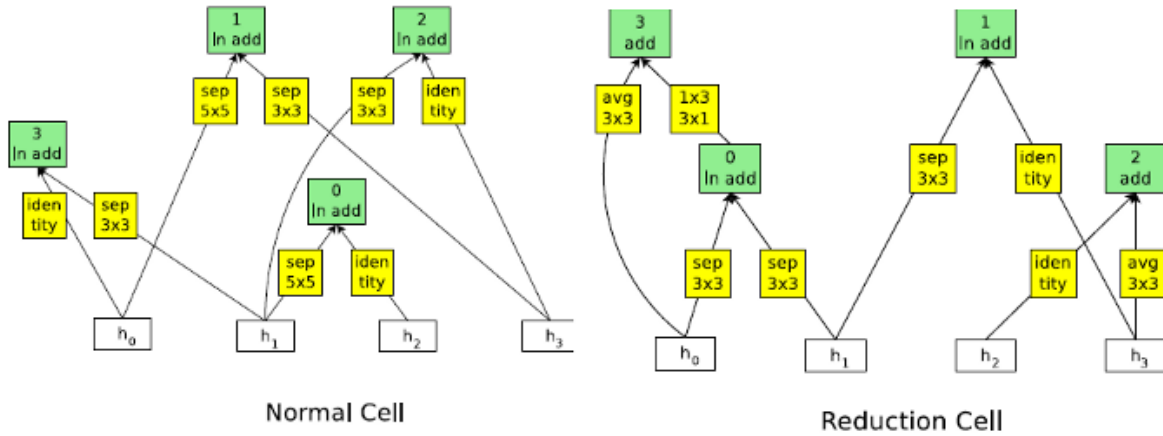 1
ln add
2
ln add
sep
5x5
sep
3x3
sep
3x3
iden
tity
3
ln add
iden
tity
sep
3x3
0
ln add
sep
5x5
iden
tity
h0
h1
h2
h3
Normal Cell
3
add
1
ln add
avg
3x3
1x3
3x1
0
ln add
sep
3x3
iden
tity
2
add
sep
3x3
sep
3x3
iden
tity
avg
3x3
h0
h1
h2
h3
Reduction Cell